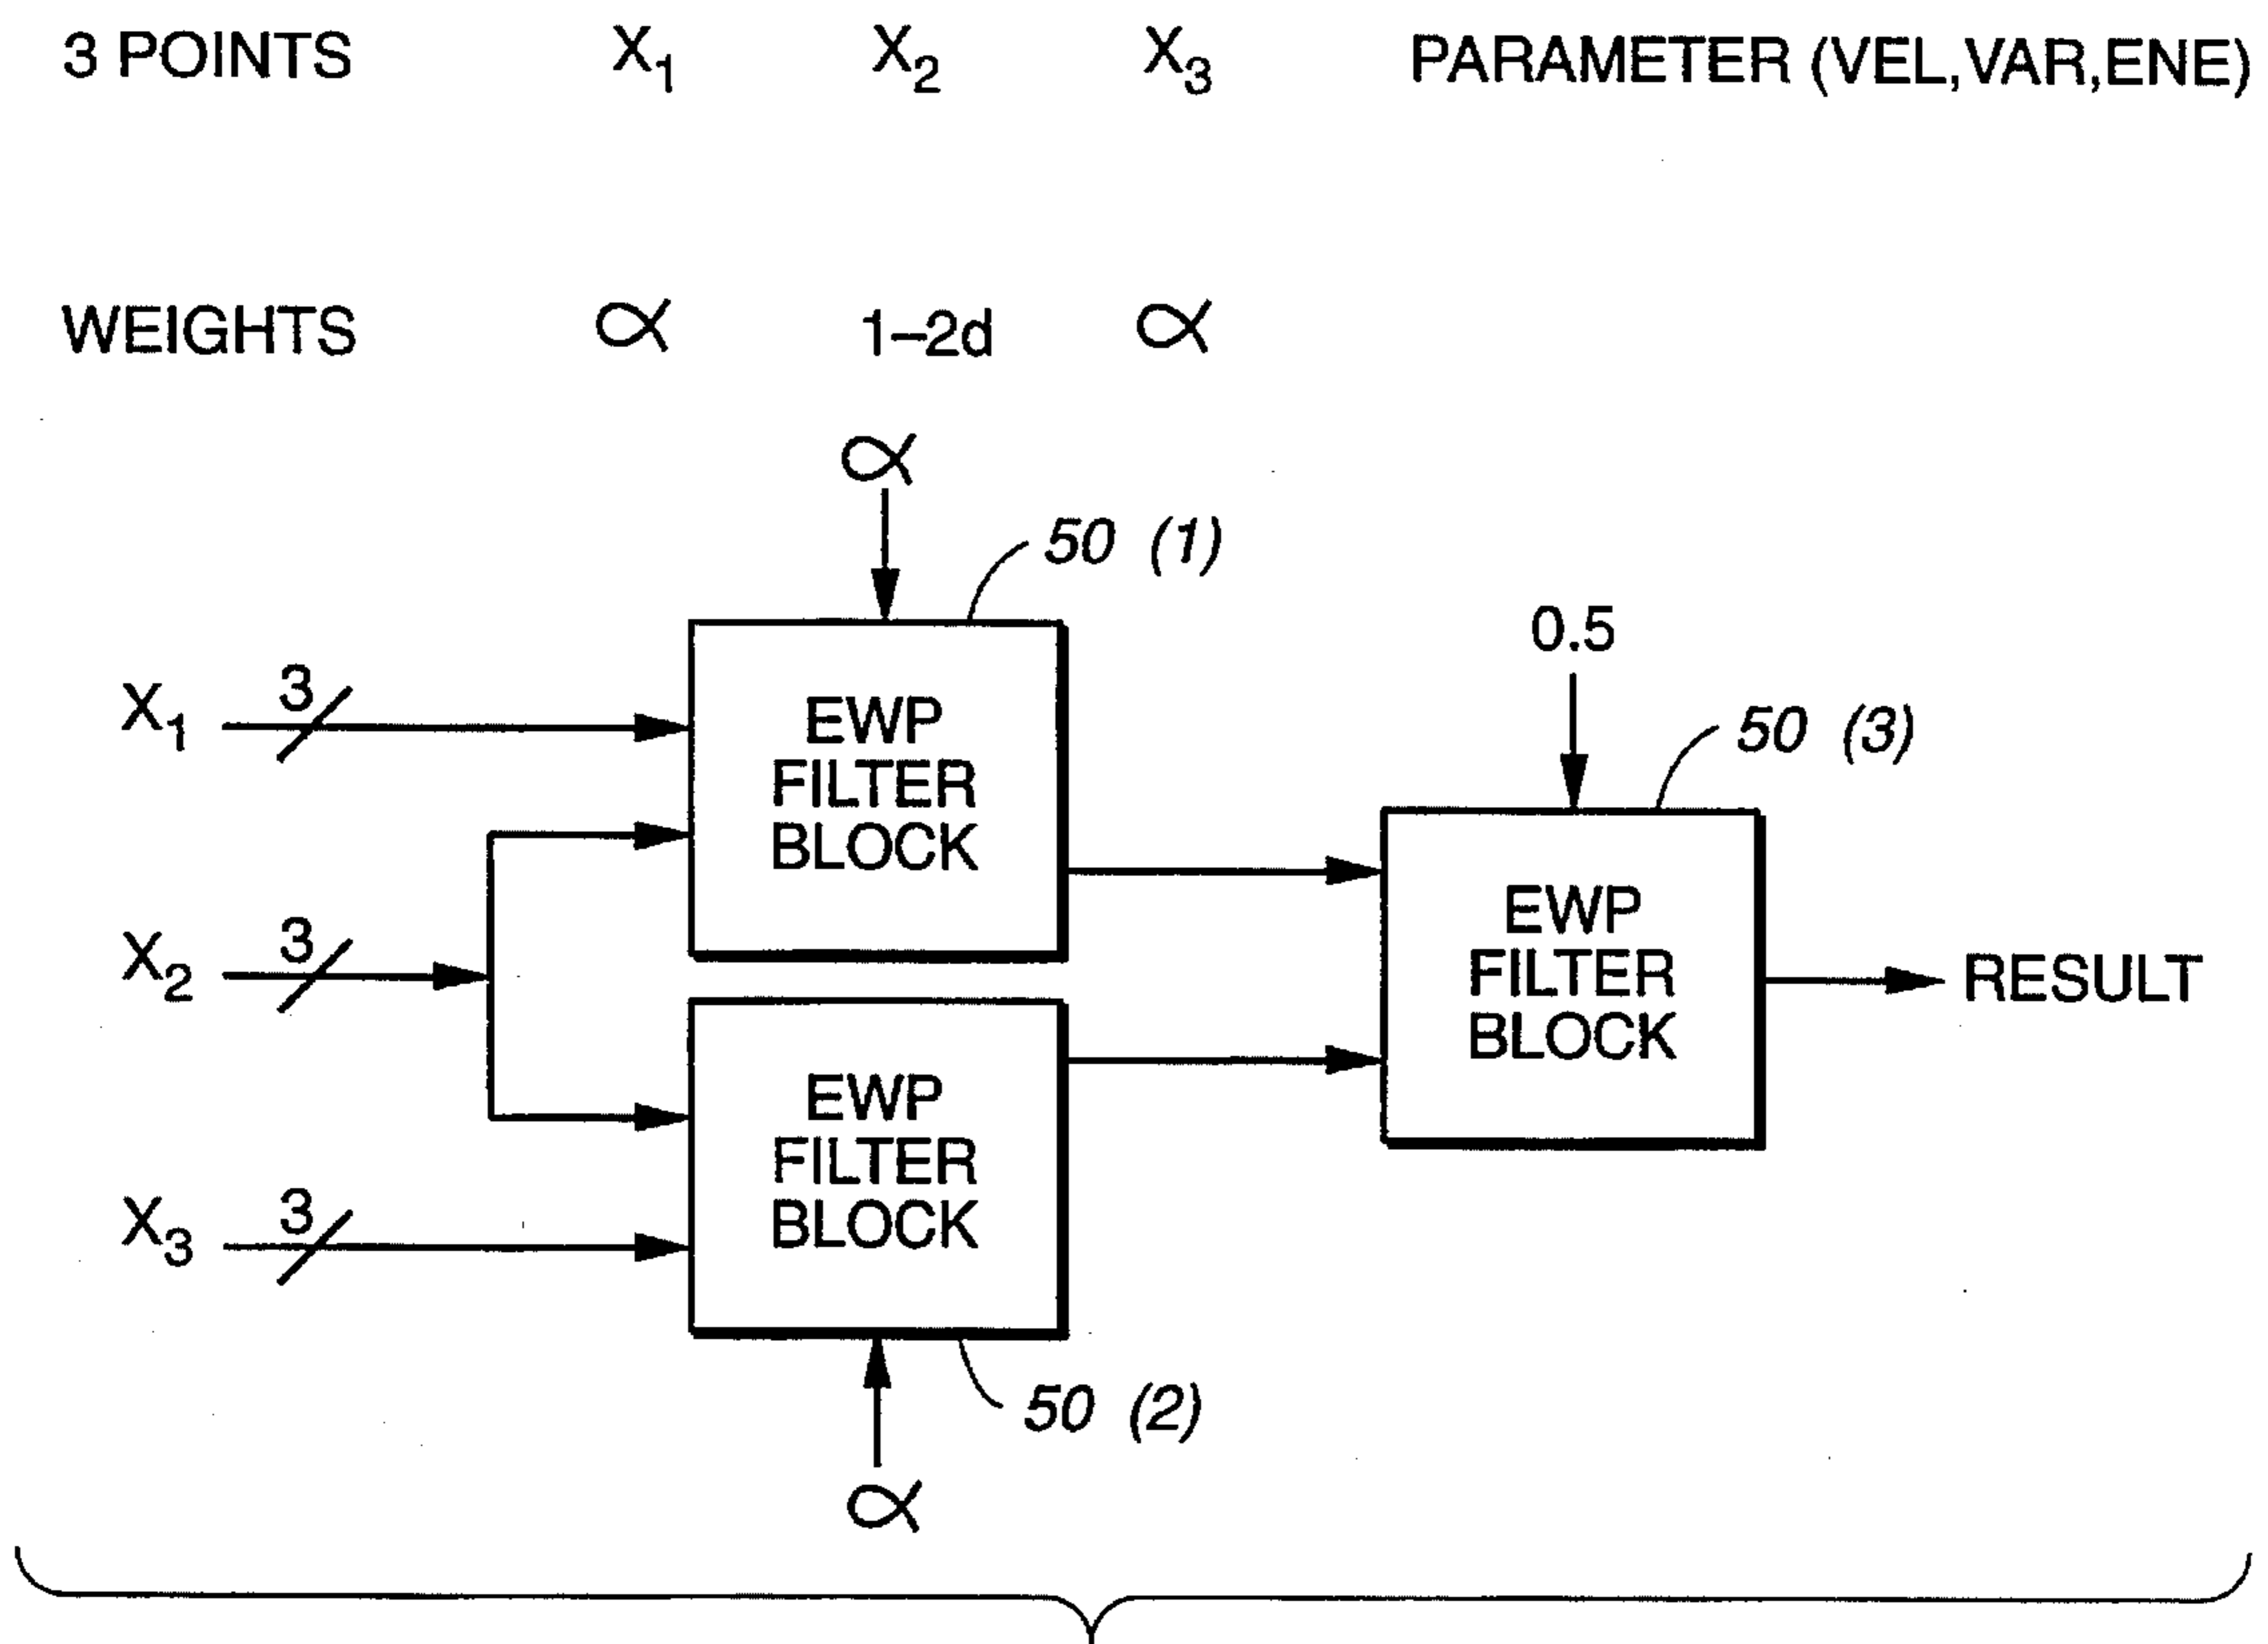 3 POINTS X₁ X₂ X₃ PARAMETER (VEL,VAR,ENE)
WEIGHTS α 1–2d α
α
50 (1)
0.5
X₁ 3
EWP
FILTER
BLOCK
50 (3)
X₂ 3
EWP
FILTER
BLOCK
RESULT
X₃ 3
EWP
FILTER
BLOCK
50 (2)
α